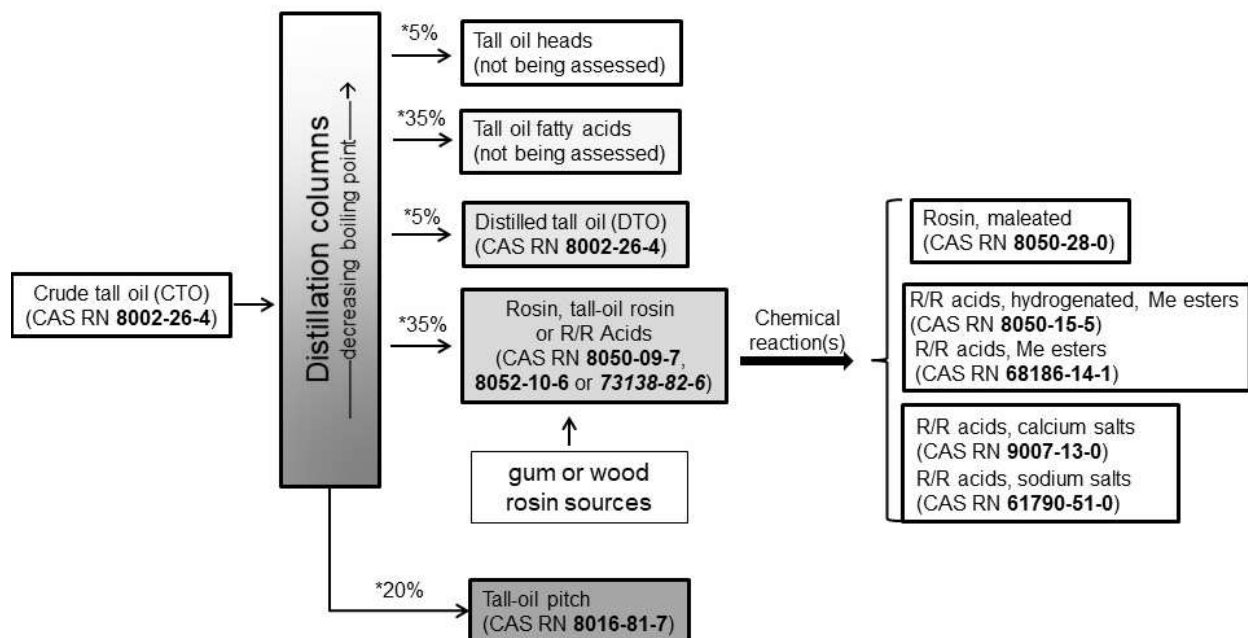 Crude tall oil (CTO)
(CAS RN 8002-26-4)
Distillation columns
decreasing boiling point
*5%
Tall oil heads
(not being assessed)
*35%
Tall oil fatty acids
(not being assessed)
*5%
Distilled tall oil (DTO)
(CAS RN 8002-26-4)
*35%
Rosin, tall-oil rosin
or R/R Acids
(CAS RN 8050-09-7,
8052-10-6 or 73138-82-6)
gum or wood
rosin sources
*20%
Tall-oil pitch
(CAS RN 8016-81-7)
Chemical
reaction(s)
Rosin, maleated
(CAS RN 8050-28-0)
R/R acids, hydrogenated, Me esters
(CAS RN 8050-15-5)
R/R acids, Me esters
(CAS RN 68186-14-1)
R/R acids, calcium salts
(CAS RN 9007-13-0)
R/R acids, sodium salts
(CAS RN 61790-51-0)